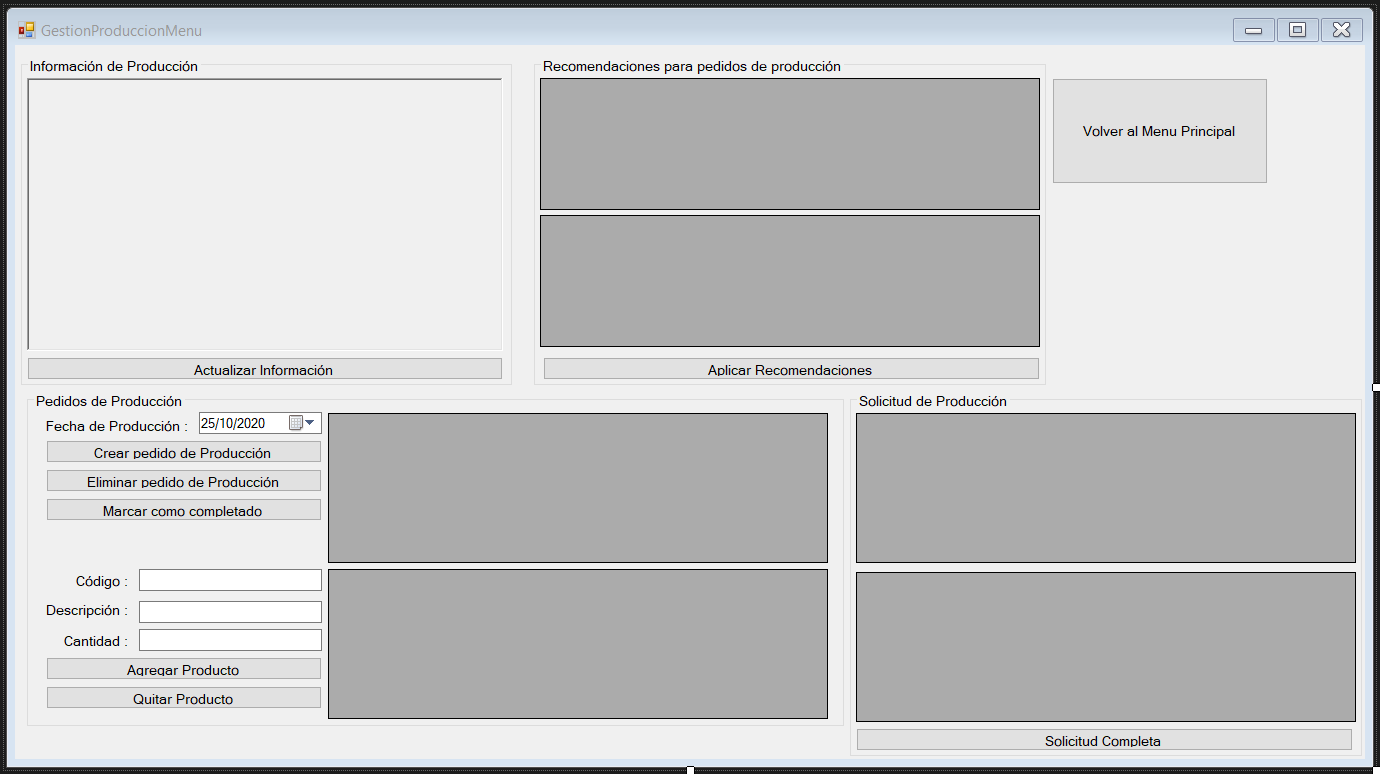 GestionProduccionMenu
Información de Producción
Recomendaciones para pedidos de producción
Volver al Menu Principal
Actualizar Información
Aplicar Recomendaciones
Pedidos de Producción
Fecha de Producción : 25/10/2020
Crear pedido de Producción
Eliminar pedido de Producción
Marcar como completado
Código :
Descripción :
Cantidad :
Agregar Producto
Quitar Producto
Solicitud de Producción
Solicitud Completa